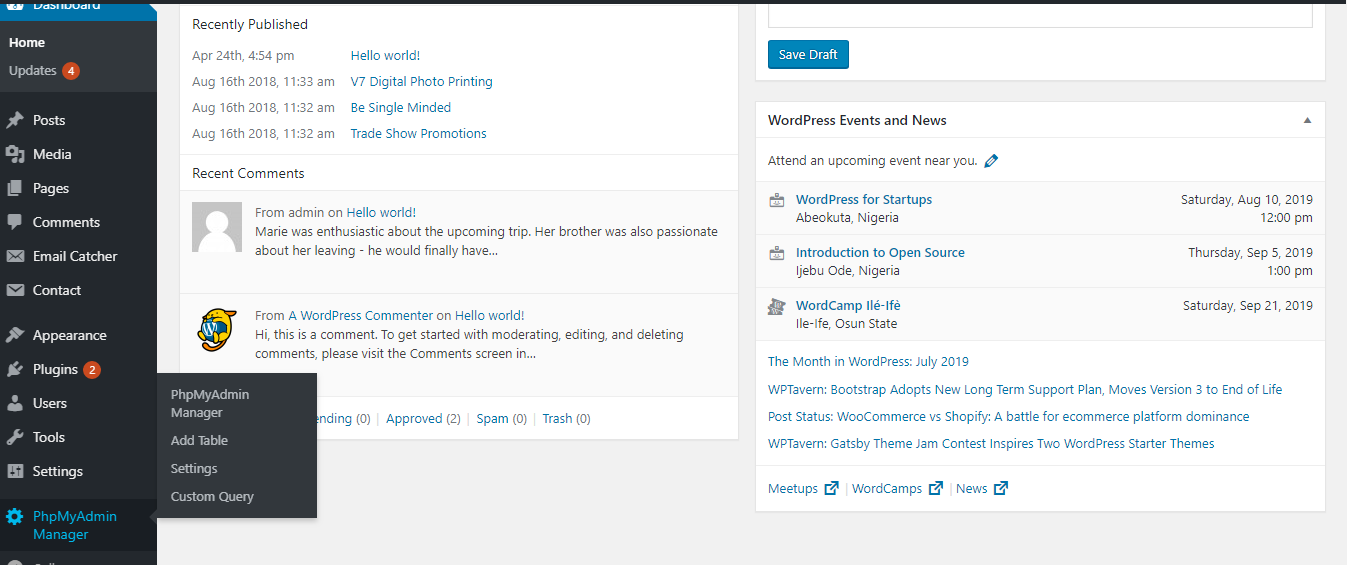 Dashboard
Home
Updates 4
Posts
Media
Pages
Comments
Email Catcher
Contact
Appearance
Plugins 2
Users
Tools
Settings
PhpMyAdmin
Manager
PhpMyAdmin
Manager
Add Table
Settings
Custom Query
Recently Published
Apr 24th, 4:54 pm Hello world!
Aug 16th 2018, 11:33 am V7 Digital Photo Printing
Aug 16th 2018, 11:32 am Be Single Minded
Aug 16th 2018, 11:32 am Trade Show Promotions
Recent Comments
From admin on Hello world!
Marie was enthusiastic about the upcoming trip. Her brother was also passionate
about her leaving - he would finally have...
From A WordPress Commenter on Hello world!
Hi, this is a comment. To get started with moderating, editing, and deleting
comments, please visit the Comments screen in...
ending (0) | Approved (2) | Spam (0) | Trash (0)
Save Draft
WordPress Events and News
Attend an upcoming event near you.
WordPress for Startups Saturday, Aug 10, 2019
Abeokuta, Nigeria 12:00 pm
Introduction to Open Source Thursday, Sep 5, 2019
Ijebu Ode, Nigeria 1:00 pm
WordCamp Ilé-Ifè Saturday, Sep 21, 2019
Ile-Ife, Osun State
The Month in WordPress: July 2019
WPTavern: Bootstrap Adopts New Long Term Support Plan, Moves Version 3 to End of Life
Post Status: WooCommerce vs Shopify: A battle for ecommerce platform dominance
WPTavern: Gatsby Theme Jam Contest Inspires Two WordPress Starter Themes
Meetups | WordCamps | News